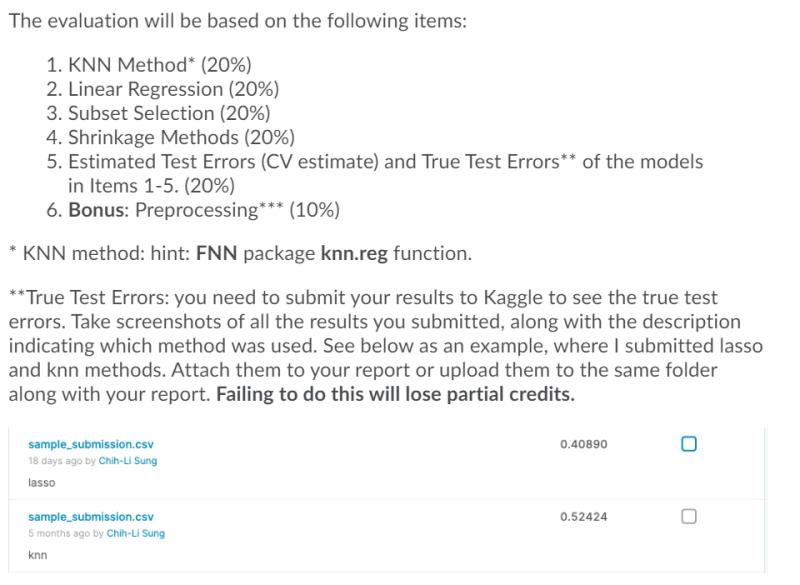 The evaluation will be based on the following items:
1. KNN Method* (20%)
2. Linear Regression (20%)
3. Subset Selection (20%)
4. Shrinkage Methods (20%)
5. Estimated Test Errors (CV estimate) and True Test Errors** of the models
in Items 1-5. (20%)
6. Bonus: Preprocessing*** (10%)
* KNN method: hint: FNN package knn.reg function.
**True Test Errors: you need to submit your results to Kaggle to see the true test
errors. Take screenshots of all the results you submitted, along with the description
indicating which method was used. See below as an example, where I submitted lasso
and knn methods. Attach them to your report or upload them to the same folder
along with your report. Failing to do this will lose partial credits.
sample_submission.csv 0.40890
18 days ago by Chih-Li Sung
lasso
sample_submission.csv 0.52424
5 months ago by Chih-Li Sung
knn